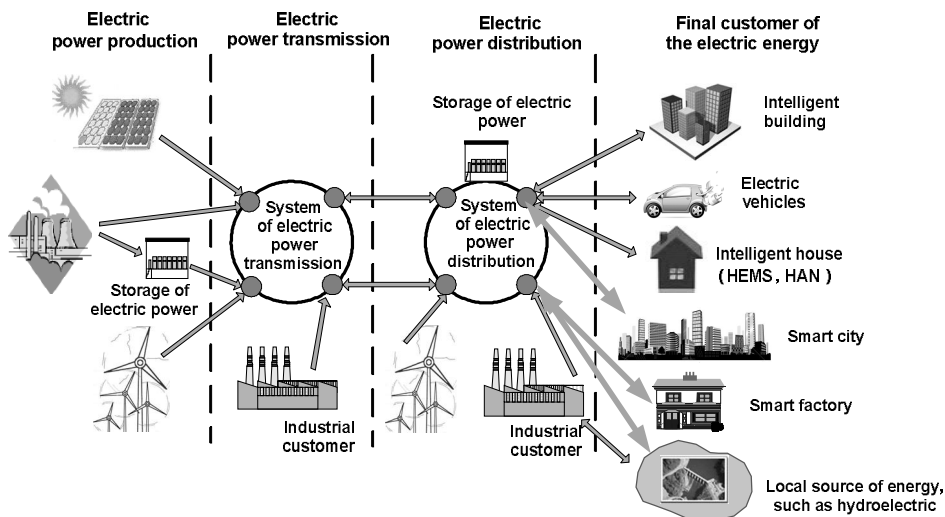 Electric
power production
Electric
power transmission
Electric
power distribution
Final customer of
the electric energy
Storage of electric
power
Intelligent
building
Electric
vehicles
System
of electric
power
transmission
System
of electric
power
distribution
Intelligent house
(HEMS, HAN)
Storage of
electric power
Smart city
Smart factory
Industrial
customer
Industrial
customer
Local source of energy,
such as hydroelectric